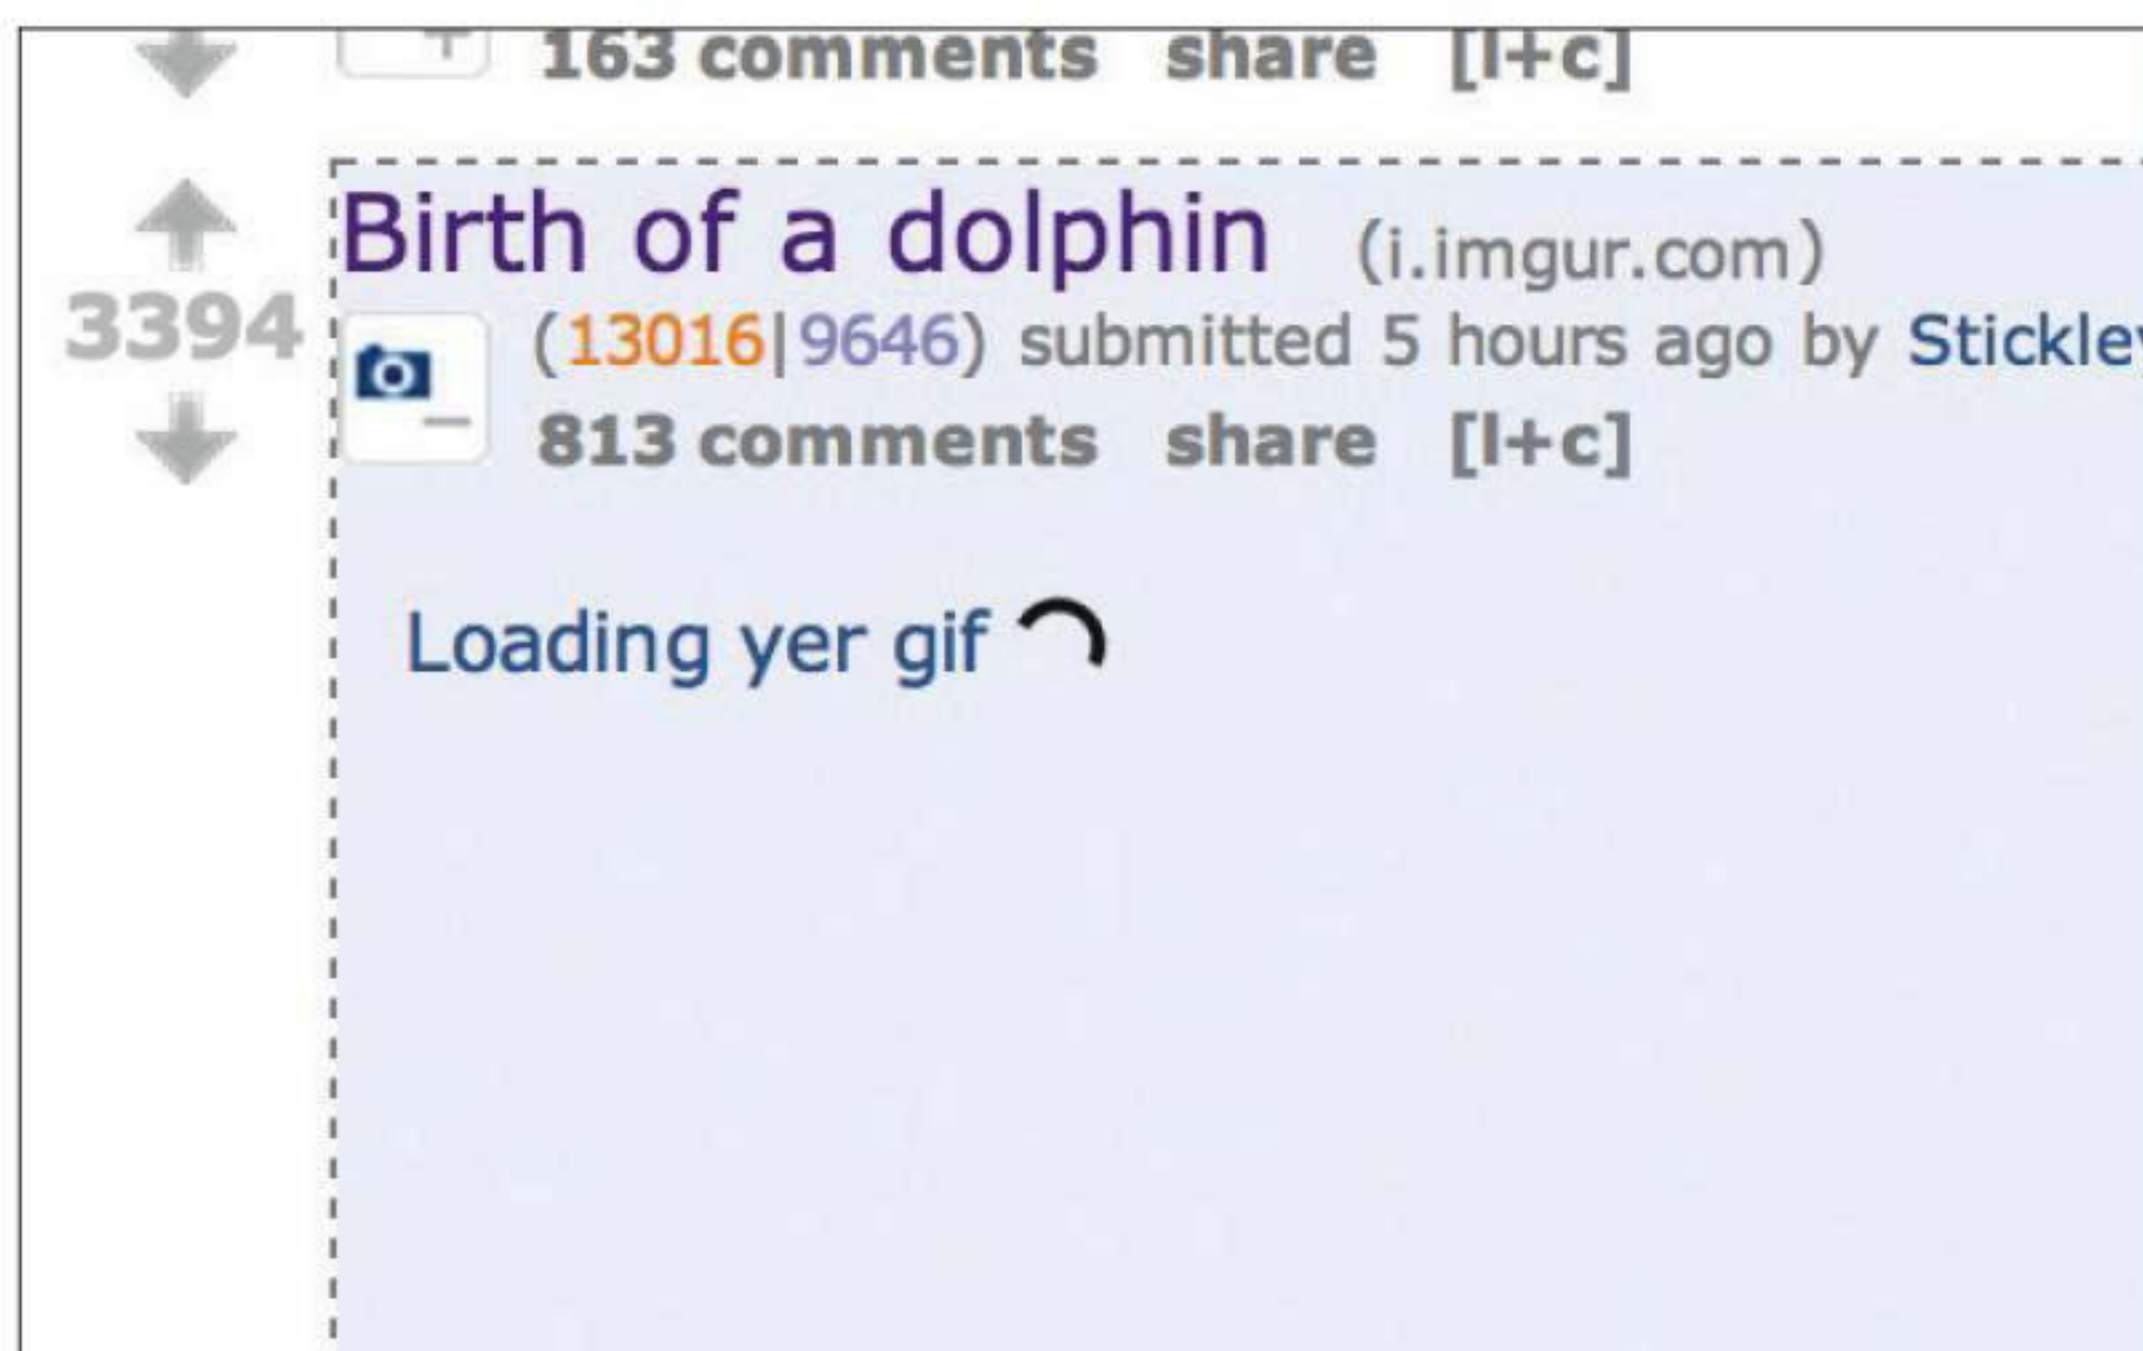 163 comments share [l+c]
Birth of a dolphin (i.imgur.com)
3394
(13016|9646) submitted 5 hours ago by Stickley
813 comments share [l+c]
Loading yer gif